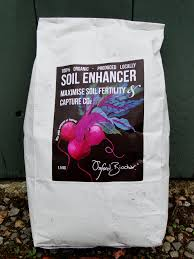 100% ORGANIC - PRODUCED LOCALLY
SOIL ENHANCER
MAXIMISE SOIL FERTILITY &
CAPTURE CO₂
Oxford Biochar